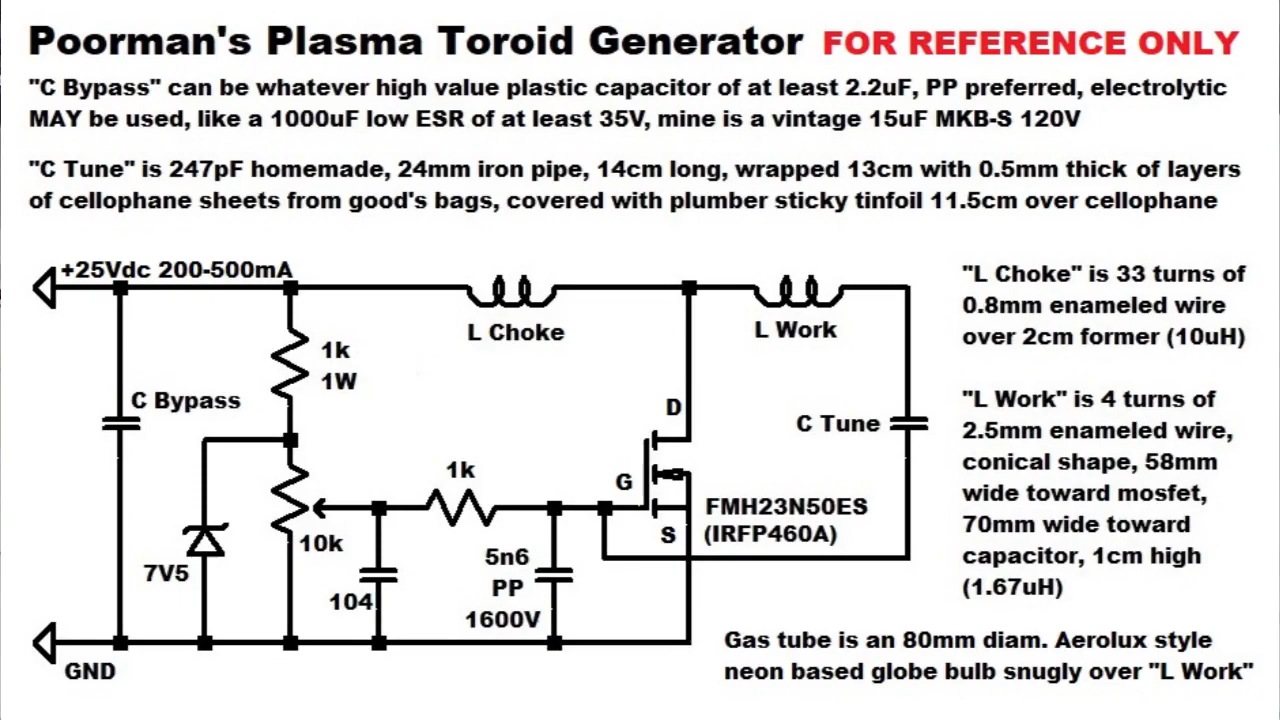 Poorman's Plasma Toroid Generator FOR REFERENCE ONLY
"C Bypass" can be whatever high value plastic capacitor of at least 2.2uF, PP preferred, electrolytic
MAY be used, like a 1000uF low ESR of at least 35V, mine is a vintage 15uF MKB-S 120V
"C Tune" is 247pF homemade, 24mm iron pipe, 14cm long, wrapped 13cm with 0.5mm thick of layers
of cellophane sheets from good's bags, covered with plumber sticky tinfoil 11.5cm over cellophane
+25Vdc 200-500mA
L Choke
L Work
1k
1W
C Bypass
D
C Tune
1k
G
FMH23N50ES
(IRFP460A)
S
10k
7V5
104
5n6
PP
1600V
GND
"L Choke" is 33 turns of
0.8mm enameled wire
over 2cm former (10uH)
"L Work" is 4 turns of
2.5mm enameled wire,
conical shape, 58mm
wide toward mosfet,
70mm wide toward
capacitor, 1cm high
(1.67uH)
Gas tube is an 80mm diam. Aerolux style
neon based globe bulb snugly over "L Work"